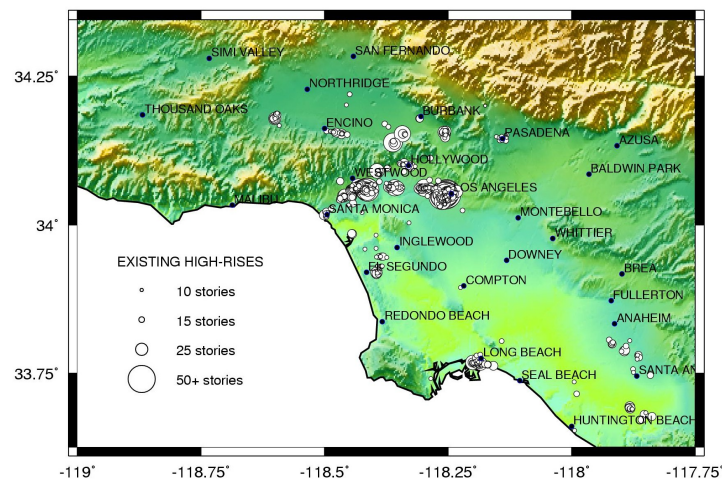 SIMI VALLEY
SAN FERNANDO
34.25°
NORTHRIDGE
THOUSAND OAKS
BURBANK
ENCINO
PASADENA
AZUSA
HOLLYWOOD
BALDWIN PARK
WESTWOOD
LOS ANGELES
MALIBU
SANTA MONICA
MONTEBELLO
34°
WHITTIER
INGLEWOOD
DOWNEY
EXISTING HIGH-RISES
EL SEGUNDO
BREA
COMPTON
10 stories
FULLERTON
15 stories
REDONDO BEACH
ANAHEIM
25 stories
LONG BEACH
33.75°
50+ stories
SEAL BEACH
SANTA AN
HUNTINGTON BEACH
-119° -118.75° -118.5° -118.25° -118° -117.75°